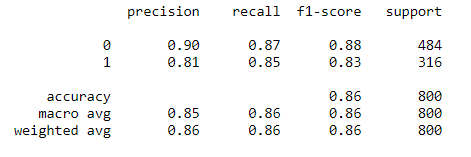 precision recall f1-score support
0 0.90 0.87 0.88 484
1 0.81 0.85 0.83 316
accuracy 0.86 800
macro avg 0.85 0.86 0.86 800
weighted avg 0.86 0.86 0.86 800